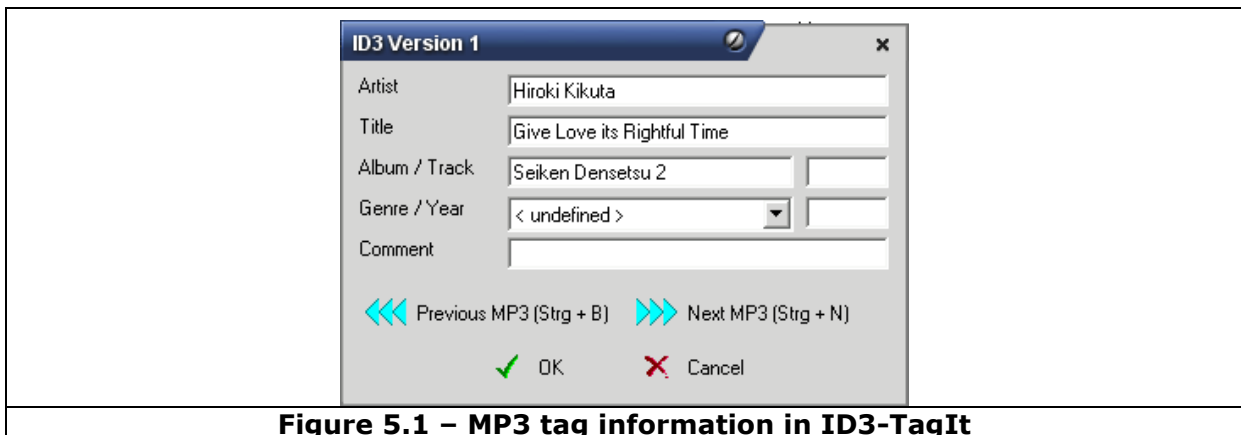 ID3 Version 1
Artist Hiroki Kikuta
Title Give Love its Rightful Time
Album / Track Seiken Densetsu 2
Genre / Year < undefined >
Comment
Previous MP3 (Strg + B) Next MP3 (Strg + N)
OK Cancel
Figure 5.1 – MP3 tag information in ID3-TagIt